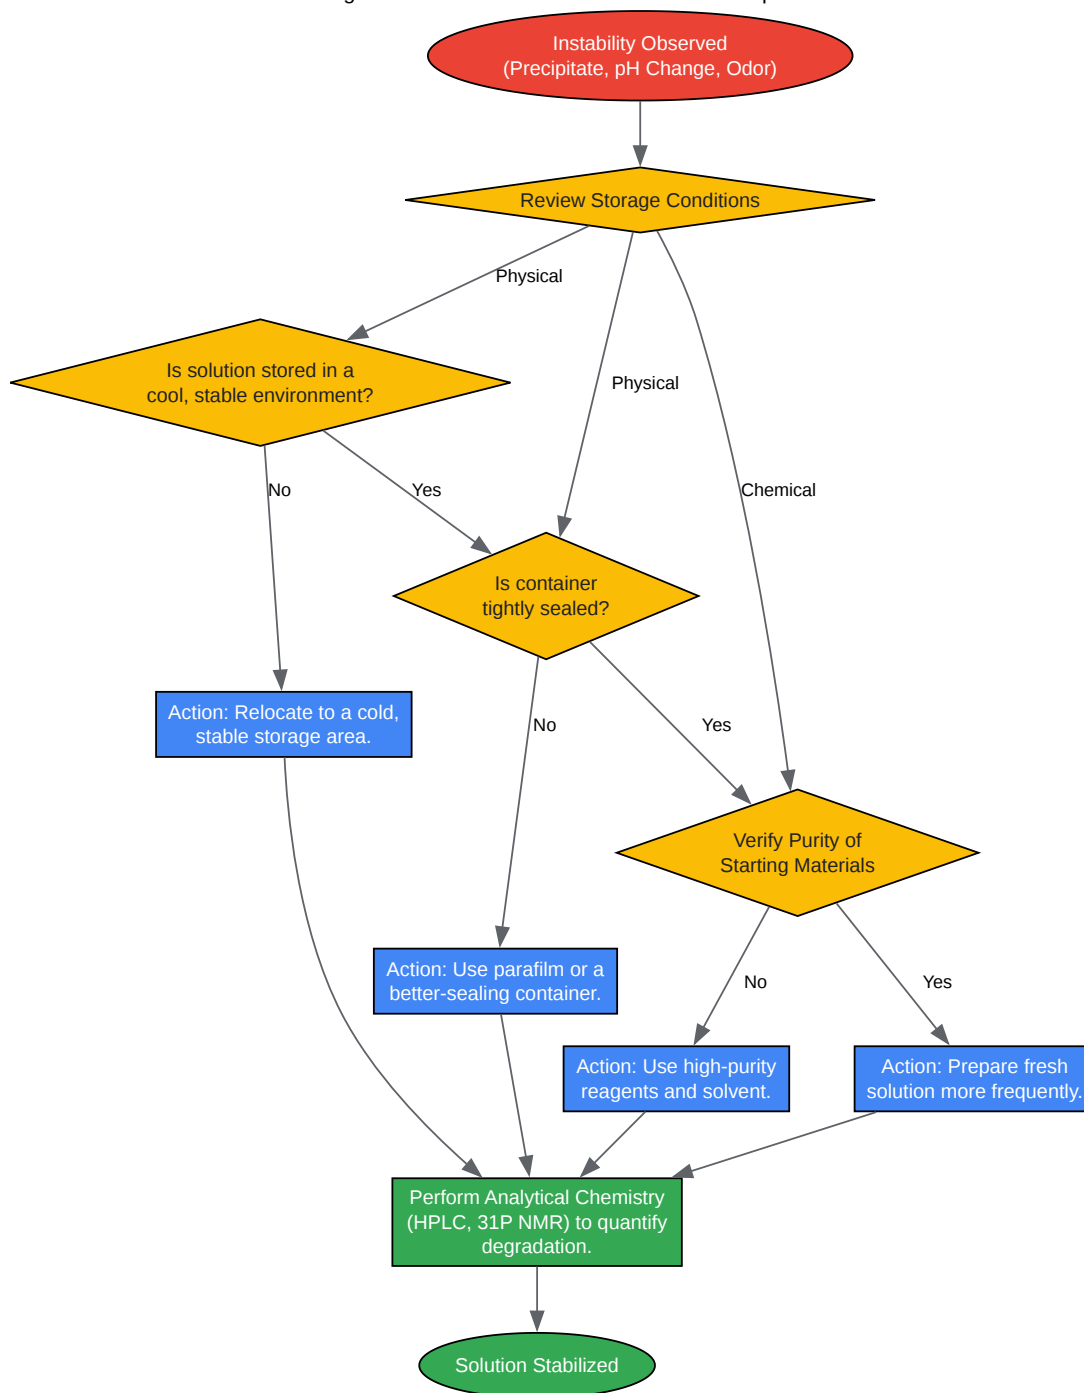 Instability Observed
(Precipitate, pH Change, Odor)
Review Storage Conditions
Physical
Is solution stored in a
cool, stable environment?
Physical
No
Yes
Chemical
Is container
tightly sealed?
Action: Relocate to a cold,
stable storage area.
No
Yes
Verify Purity of
Starting Materials
Action: Use parafilm or a
better-sealing container.
No
Yes
Action: Use high-purity
reagents and solvent.
Action: Prepare fresh
solution more frequently.
Perform Analytical Chemistry
(HPLC, 31P NMR) to quantify
degradation.
Solution Stabilized